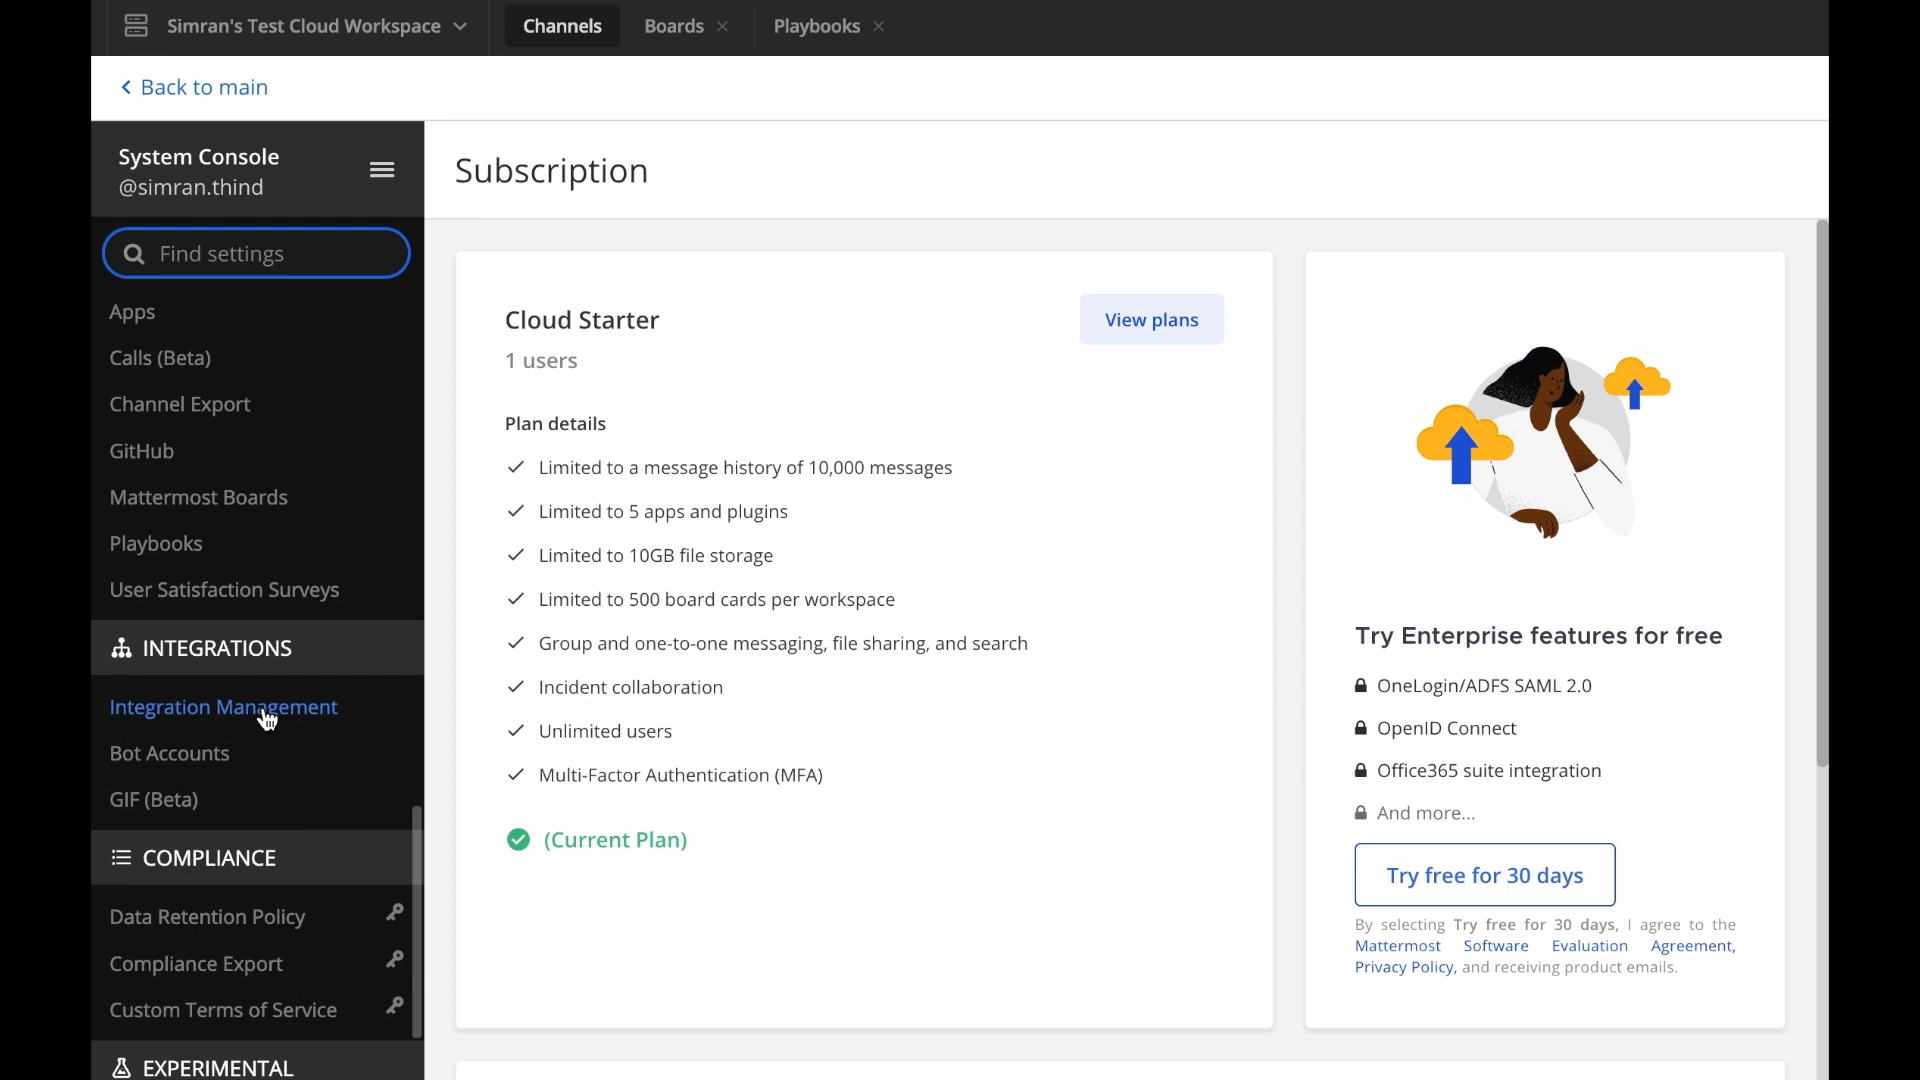 Simran's Test Cloud Workspace
Channels
Boards
Playbooks
Back to main
System Console
@simran.thind
Find settings
Apps
Calls (Beta)
Channel Export
GitHub
Mattermost Boards
Playbooks
User Satisfaction Surveys
INTEGRATIONS
Integration Management
Bot Accounts
GIF (Beta)
COMPLIANCE
Data Retention Policy
Compliance Export
Custom Terms of Service
EXPERIMENTAL
Subscription
Cloud Starter
View plans
1 users
Plan details
Limited to a message history of 10,000 messages
Limited to 5 apps and plugins
Limited to 10GB file storage
Limited to 500 board cards per workspace
Group and one-to-one messaging, file sharing, and search
Incident collaboration
Unlimited users
Multi-Factor Authentication (MFA)
(Current Plan)
Try Enterprise features for free
OneLogin/ADFS SAML 2.0
OpenID Connect
Office365 suite integration
And more...
Try free for 30 days
By selecting Try free for 30 days, I agree to the
Mattermost Software Evaluation Agreement,
Privacy Policy, and receiving product emails.